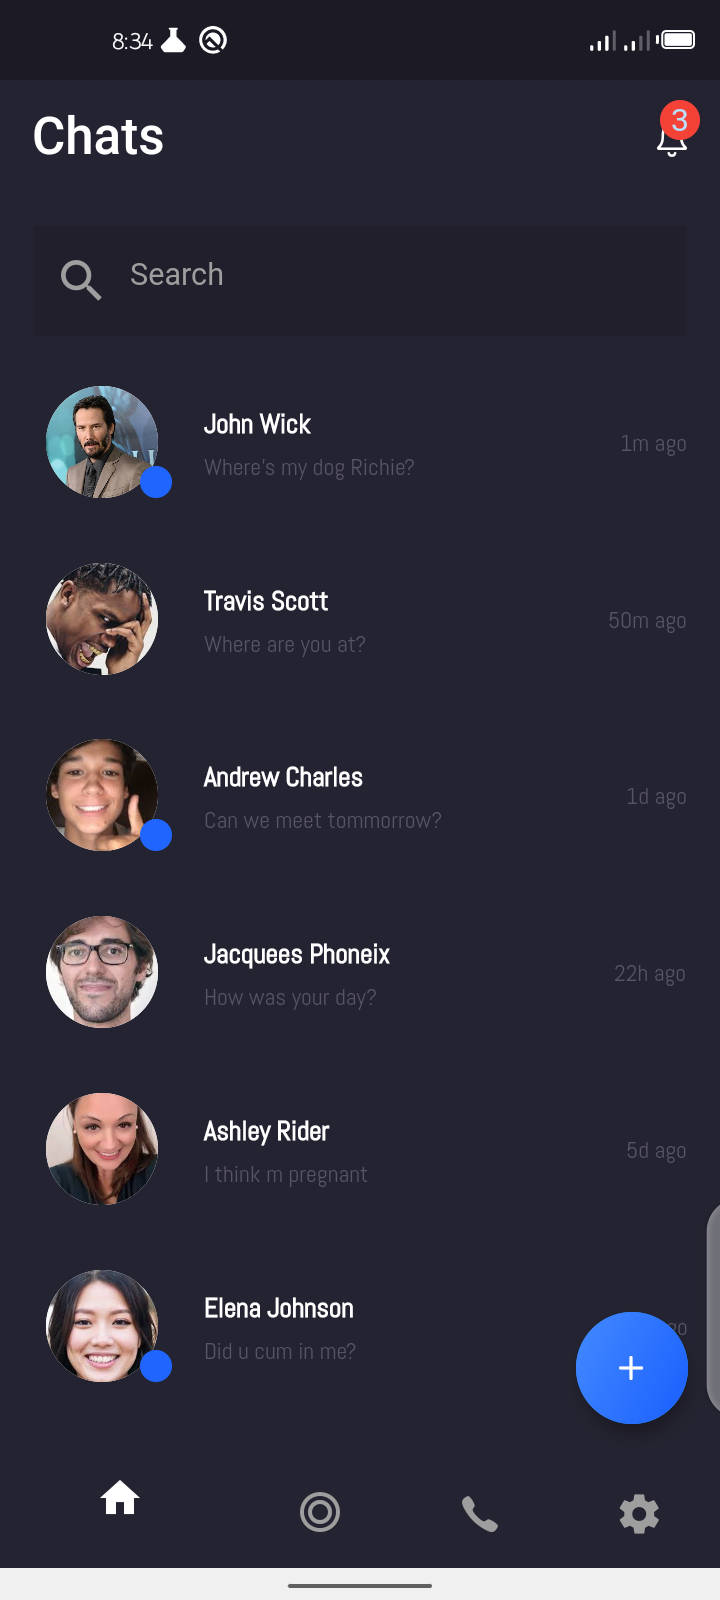 8:34
Chats
3
Search
John Wick
1m ago
Where's my dog Richie?
Travis Scott
50m ago
Where are you at?
Andrew Charles
1d ago
Can we meet tommorrow?
Jacquees Phoneix
22h ago
How was your day?
Ashley Rider
5d ago
I think m pregnant
Elena Johnson
go
Did u cum in me?